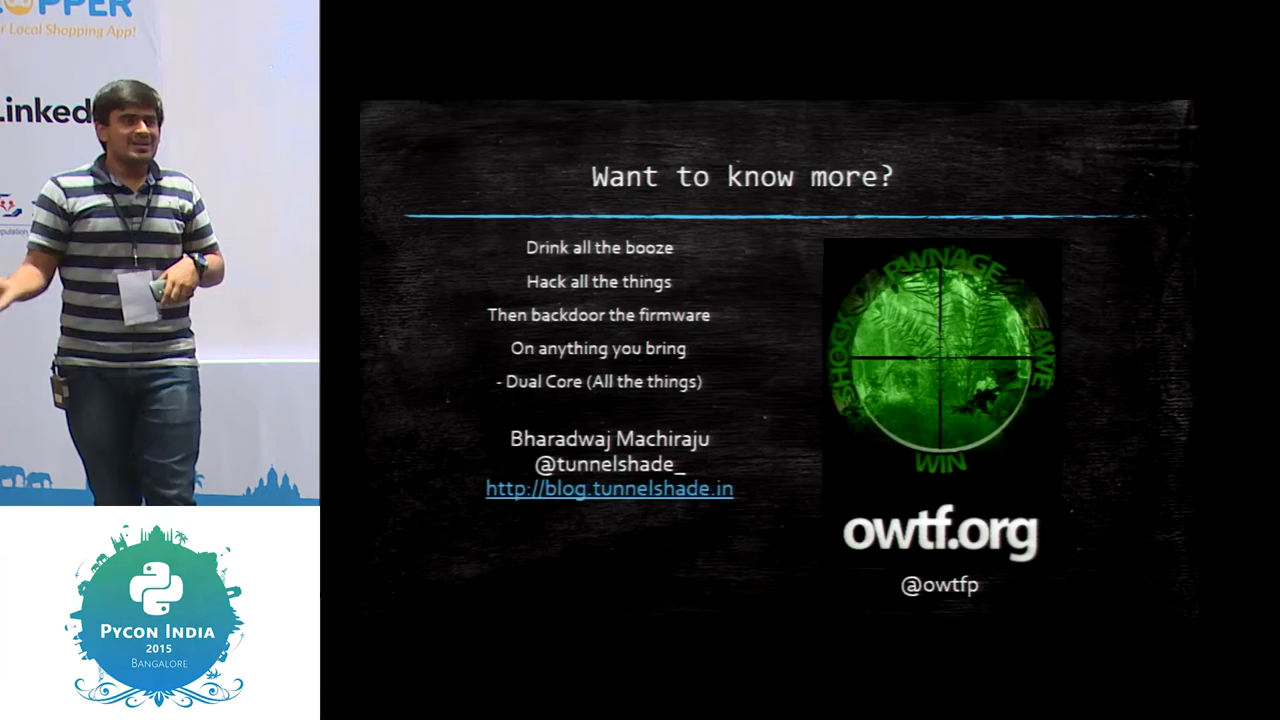 r Local Shopping App!
Linked
Pycon India
2015
Bangalore
Want to know more?
Drink all the booze
Hack all the things
Then backdoor the firmware
On anything you bring
- Dual Core (All the things)
Bharadwaj Machiraju
@tunnelshade_
http://blog.tunnelshade.in
PWNAGE
AWE
WIN
owtf.org
@owtfp